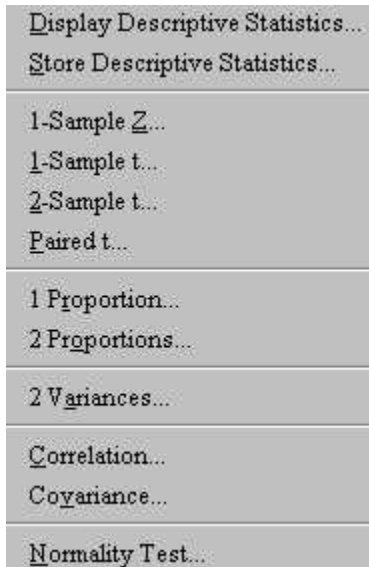 Display Descriptive Statistics...
Store Descriptive Statistics...
1-Sample Z...
1-Sample t...
2-Sample t...
Paired t...
1 Proportion...
2 Proportions...
2 Variances...
Correlation...
Covariance...
Normality Test...